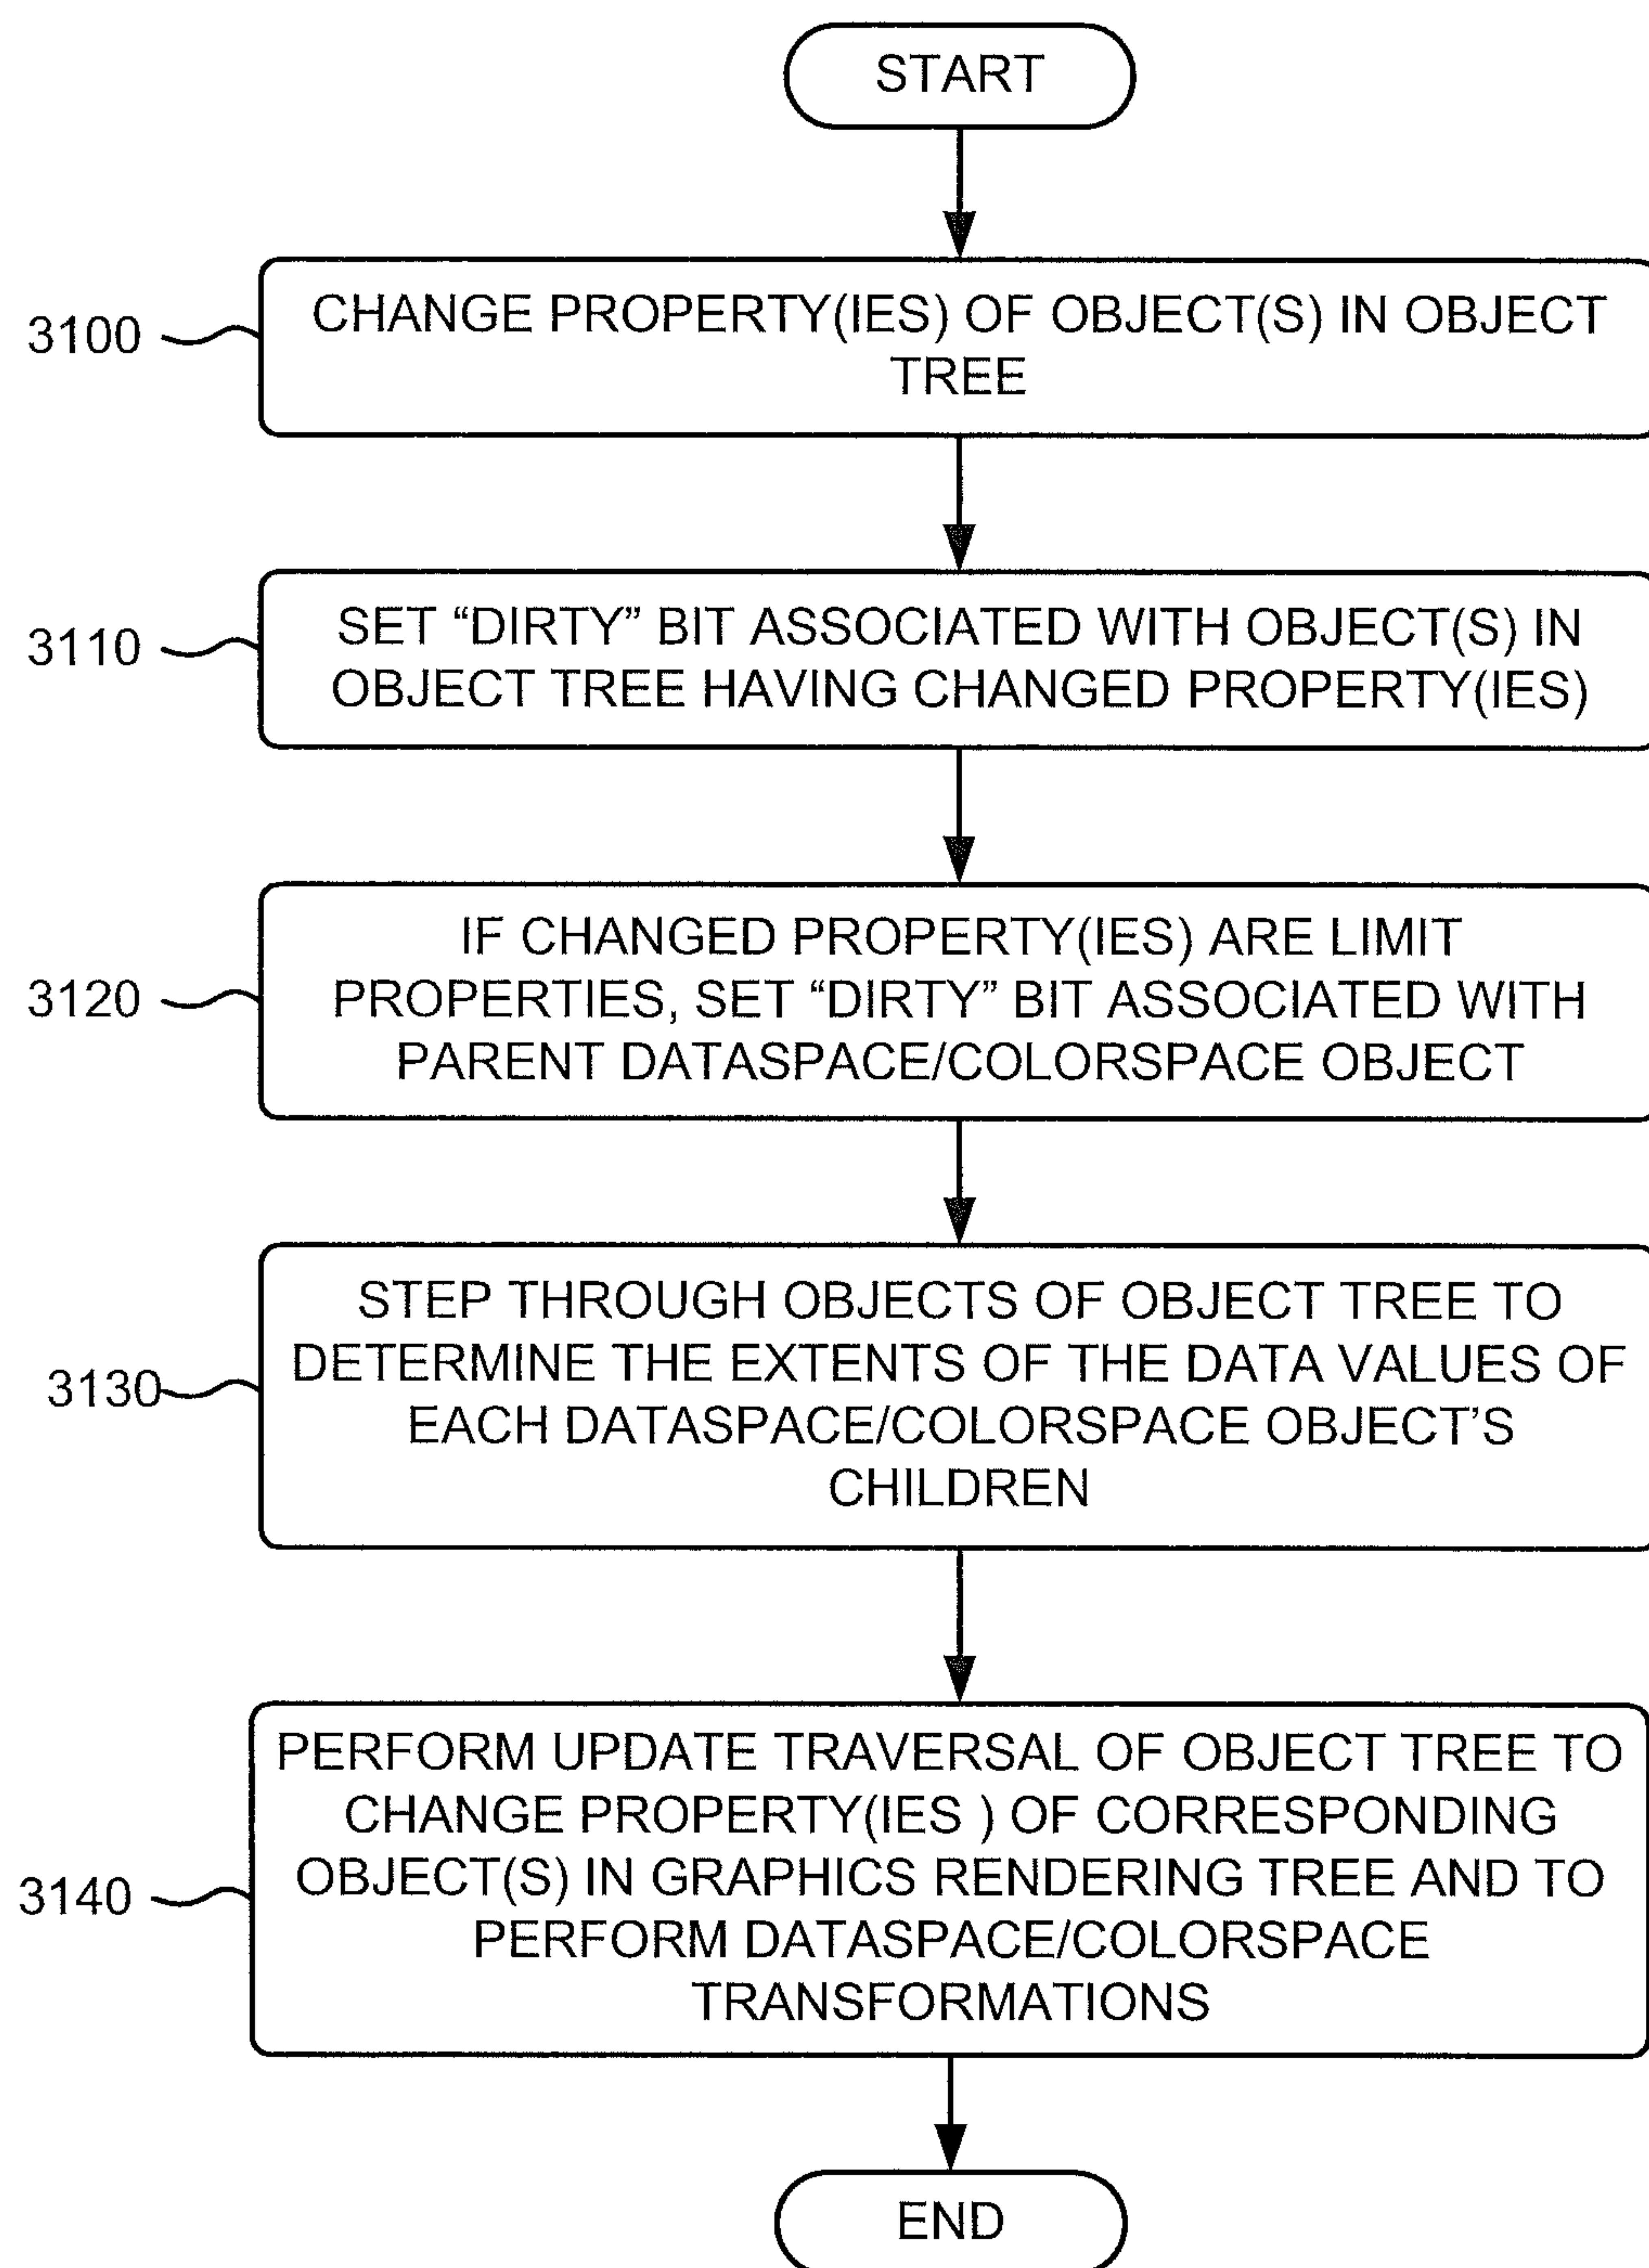 START
3100
CHANGE PROPERTY(IES) OF OBJECT(S) IN OBJECT
TREE
3110
SET “DIRTY” BIT ASSOCIATED WITH OBJECT(S) IN
OBJECT TREE HAVING CHANGED PROPERTY(IES)
3120
IF CHANGED PROPERTY(IES) ARE LIMIT
PROPERTIES, SET “DIRTY” BIT ASSOCIATED WITH
PARENT DATASPACE/COLORSPACE OBJECT
3130
STEP THROUGH OBJECTS OF OBJECT TREE TO
DETERMINE THE EXTENTS OF THE DATA VALUES OF
EACH DATASPACE/COLORSPACE OBJECT’S
CHILDREN
3140
PERFORM UPDATE TRAVERSAL OF OBJECT TREE TO
CHANGE PROPERTY(IES ) OF CORRESPONDING
OBJECT(S) IN GRAPHICS RENDERING TREE AND TO
PERFORM DATASPACE/COLORSPACE
TRANSFORMATIONS
END